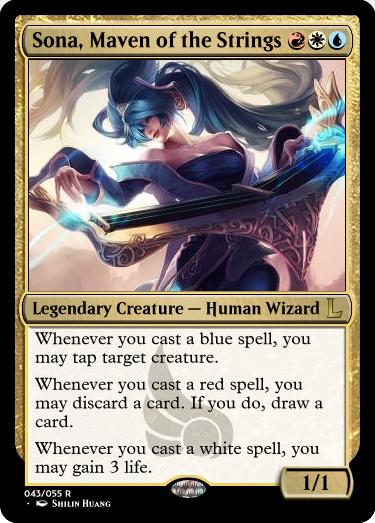 Sona, Maven of the Strings
Legendary Creature — Human Wizard L
Whenever you cast a blue spell, you
may tap target creature.
Whenever you cast a red spell, you
may discard a card. If you do, draw a
card.
Whenever you cast a white spell, you
may gain 3 life.
1/1
043/055 R
· Shilin Huang